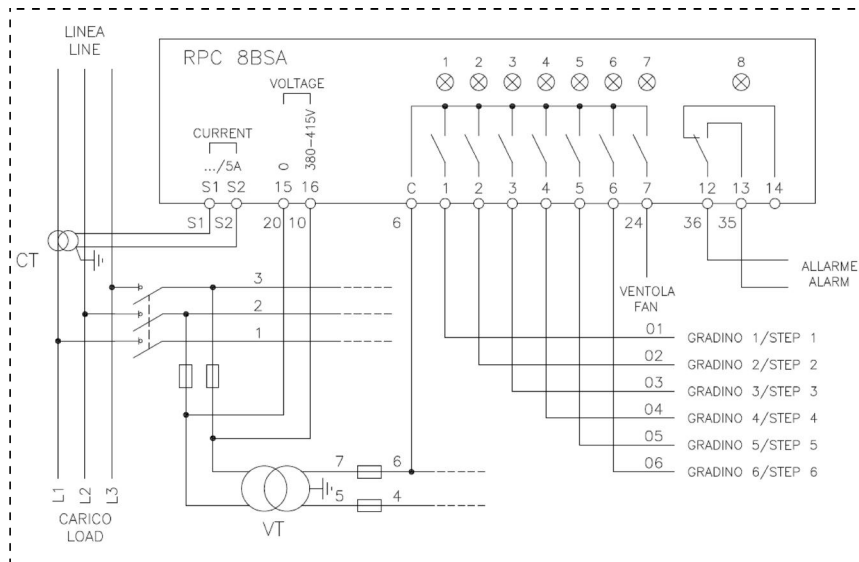 LINEA
LINE
RPC 8BSA
VOLTAGE
CURRENT
.../5A
0
380-415V
1 2 3 4 5 6 7 8
S1 S2 15 16 C 1 2 3 4 5 6 7 12 13 14
S1 S2 20 10 6 24 36 35
CT
ALLARME
ALARM
VENTOLA
FAN
3
2
1
01 GRADINO 1/STEP 1
02 GRADINO 2/STEP 2
03 GRADINO 3/STEP 3
04 GRADINO 4/STEP 4
05 GRADINO 5/STEP 5
06 GRADINO 6/STEP 6
7 6
5 4
VT
L1 L2 L3
CARICO
LOAD